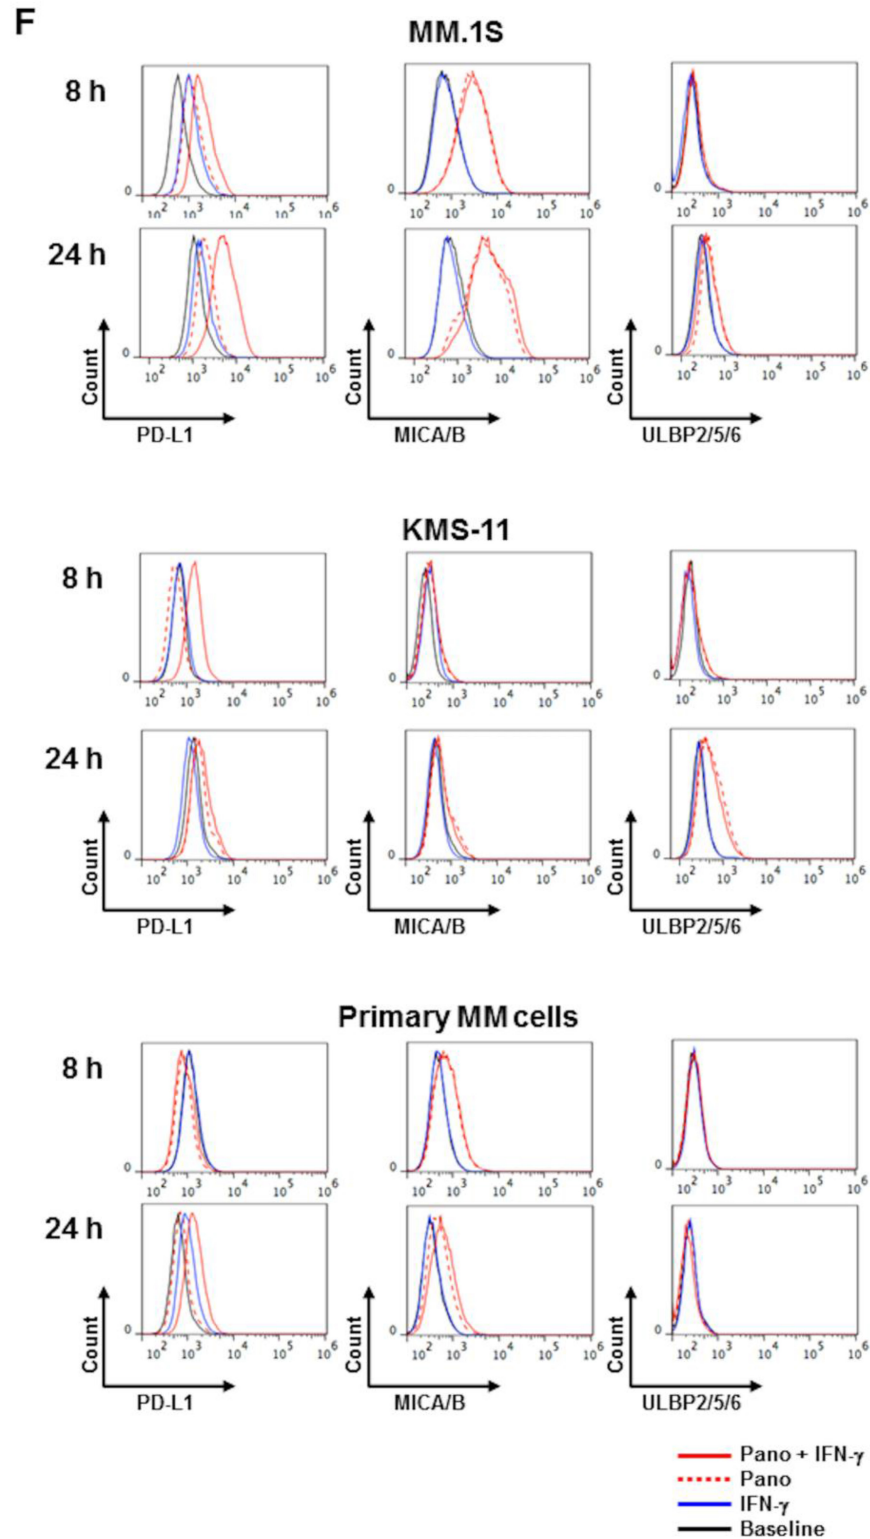 F
MM.1S
8 h
0
10² 10³ 10⁴ 10⁵ 10⁶
0
10² 10³ 10⁴ 10⁵ 10⁶
0
10² 10³ 10⁴ 10⁵ 10⁶
24 h
0
10² 10³ 10⁴ 10⁵ 10⁶
0
10² 10³ 10⁴ 10⁵ 10⁶
0
10² 10³ 10⁴ 10⁵ 10⁶
Count
Count
Count
PD-L1
MICA/B
ULBP2/5/6
KMS-11
8 h
0
10² 10³ 10⁴ 10⁵ 10⁶
0
10² 10³ 10⁴ 10⁵ 10⁶
0
10² 10³ 10⁴ 10⁵ 10⁶
24 h
0
10² 10³ 10⁴ 10⁵ 10⁶
0
10² 10³ 10⁴ 10⁵ 10⁶
0
10² 10³ 10⁴ 10⁵ 10⁶
Count
Count
Count
PD-L1
MICA/B
ULBP2/5/6
Primary MM cells
8 h
0
10² 10³ 10⁴ 10⁵ 10⁶
0
10² 10³ 10⁴ 10⁵ 10⁶
0
10² 10³ 10⁴ 10⁵ 10⁶
24 h
0
10² 10³ 10⁴ 10⁵ 10⁶
0
10² 10³ 10⁴ 10⁵ 10⁶
0
10² 10³ 10⁴ 10⁵ 10⁶
Count
Count
Count
PD-L1
MICA/B
ULBP2/5/6
Pano + IFN-γ
Pano
IFN-γ
Baseline